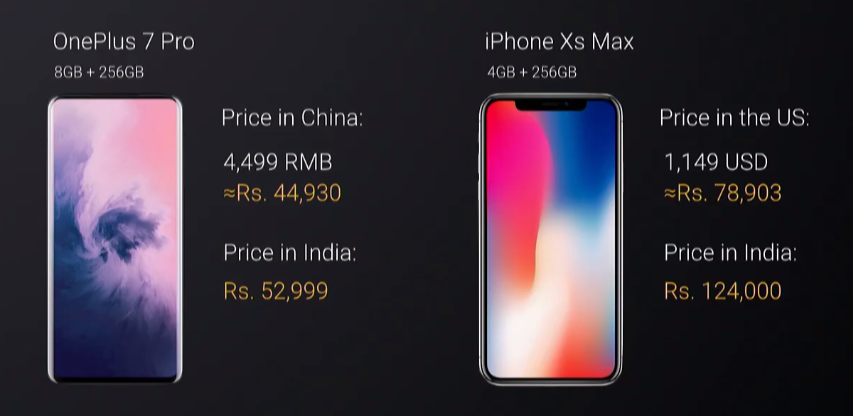 OnePlus 7 Pro
8GB + 256GB
Price in China:
4,499 RMB
≈Rs. 44,930
Price in India:
Rs. 52,999
iPhone Xs Max
4GB + 256GB
Price in the US:
1,149 USD
≈Rs. 78,903
Price in India:
Rs. 124,000